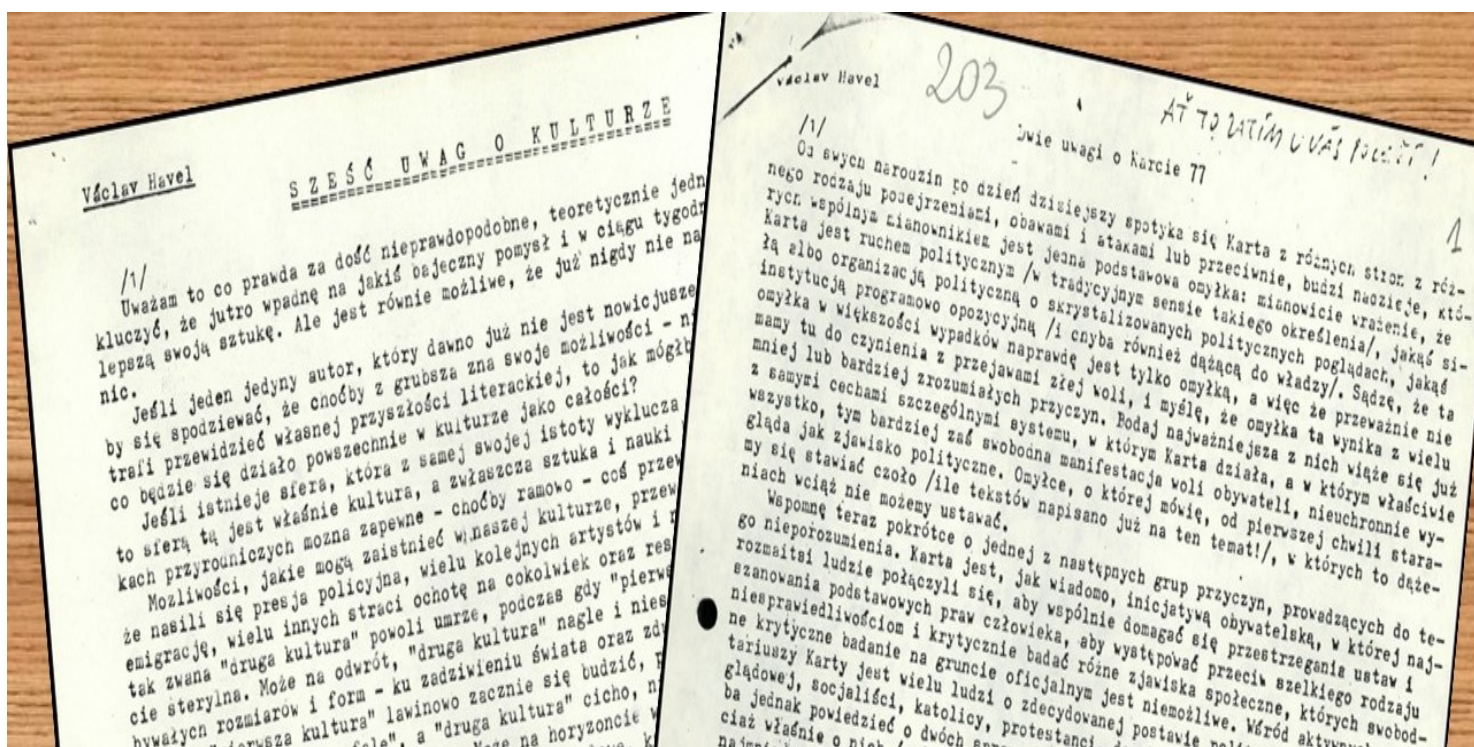 Václav Havel
SZEŚĆ UWAG O KULTURZE
/1/
Uważam to co prawda za dość nieprawdopodobne, teoretycznie jedn
kluczyć, że jutro wpadnę na jakiś bajeczny pomysł i w ciągu tygodn
lepszą swoją sztukę. Ale jest równie możliwe, że już nigdy nie na
nic.
Jeśli jeden jedyny autor, który dawno już nie jest nowicjusze
by się spodziewać, że choćby z grubsza zna swoje możliwości - ni
trafi przewidzieć własnej przyszłości literackiej, to jak mógłb
co będzie się działo powszechnie w kulturze jako całości?
Jeśli istnieje sfera, która z samej swojej istoty wyklucza
to sferą tą jest właśnie kultura, a zwłaszcza sztuka i nauki
kach przyrodniczych mozna zapewne - choćby ramowo - coś przew
Mozliwości, jakie mogą zaistnieć w naszej kulturze, przew
że nasili się presja policyjna, wielu kolejnych artystów i
emigrację, wielu innych straci ochotę na cokolwiek oraz res
tak zwana "druga kultura" powoli umrze, podczas gdy "pierws
cie sterylna. Może na odwrót, "druga kultura" nagle i nies
bywałych rozmiarów i form - ku zadziwieniu świata oraz zdu
kultura" lawinowo zacznie się budzić,
a "druga kultura" cicho,
na horyzoncie
Václav Havel
203
AŤ TO ZATÍM U VÁS
Dwie uwagi o Karcie 77
1
/1/
Od swych narodzin po dzień dzisiejszy spotyka się Karta z różnych stron z róż-
nego rodzaju podejrzeniami, obawami i atakami lub przeciwnie, budzi nadzieje, któ-
rych wspólnym mianownikiem jest jedna podstawowa omyłka: mianowicie wrażenie, że
Karta jest ruchem politycznym /w tradycyjnym sensie takiego określenia/, jakąś si-
łą albo organizacją polityczną o skrystalizowanych politycznych poglądach, jakąś
instytucją programowo opozycyjną /i chyba również dążącą do władzy/. Sądzę, że ta
omyłka w większości wypadków naprawdę jest tylko omyłką, a więc że przeważnie nie
mamy tu do czynienia z przejawami złej woli, i myślę, że omyłka ta wynika z wielu
mniej lub bardziej zrozumiałych przyczyn. Bodaj najważniejsza z nich wiąże się już
z samymi cechami szczególnymi systemu, w którym Karta działa, a w którym właściwie
wszystko, tym bardziej zaś swobodna manifestacja woli obywateli, nieuchronnie wy-
gląda jak zjawisko polityczne. Omyłce, o której mówię, od pierwszej chwili stara-
my się stawiać czoło /ile tekstów napisano już na ten temat!/, w których to dąże-
niach wciąż nie możemy ustawać.
Wspomnę teraz pokrótce o jednej z następnych grup przyczyn, prowadzących do te-
go nieporozumienia. Karta jest, jak wiadomo, inicjatywą obywatelską, w której naj-
rozmaitsi ludzie połączyli się, aby wspólnie domagać się przestrzegania ustaw i
szanowania podstawowych praw człowieka, aby występować przeciw szelkiego rodzaju
niesprawiedliwościom i krytycznie badać różne zjawiska społeczne, których swobod-
ne krytyczne badanie na gruncie oficjalnym jest niemożliwe. Wśród
tariuszy Karty jest wielu ludzi o zdecydowanej postawie
glądowej, socjaliści, katolicy, protestanci,
ba jednak powiedzieć o dwóch
ciaż właśnie o nich